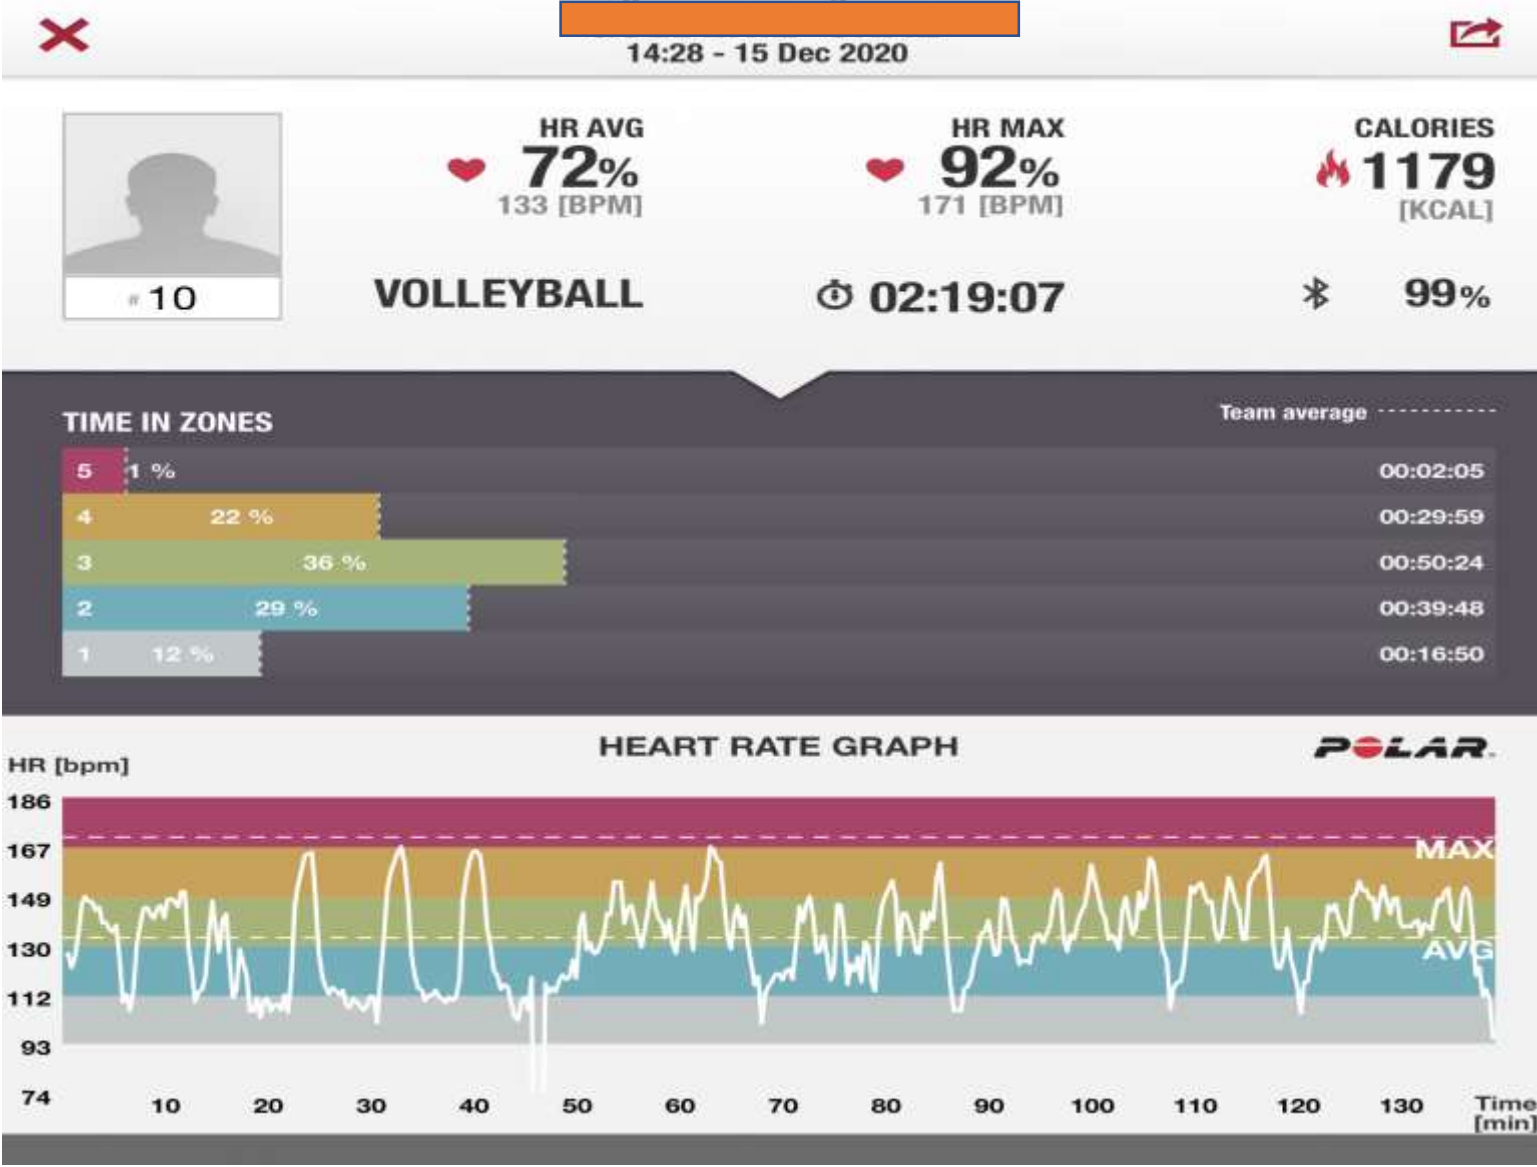 14:28 - 15 Dec 2020
HR AVG
72%
133 [BPM]
HR MAX
92%
171 [BPM]
CALORIES
1179
[KCAL]
# 10
VOLLEYBALL
02:19:07
99%
TIME IN ZONES
Team average
5 1 % 00:02:05
4 22 % 00:29:59
3 36 % 00:50:24
2 29 % 00:39:48
1 12 % 00:16:50
HEART RATE GRAPH
POLAR
HR [bpm]
186
167
MAX
149
130
AVG
112
93
74
10 20 30 40 50 60 70 80 90 100 110 120 130 Time
[min]